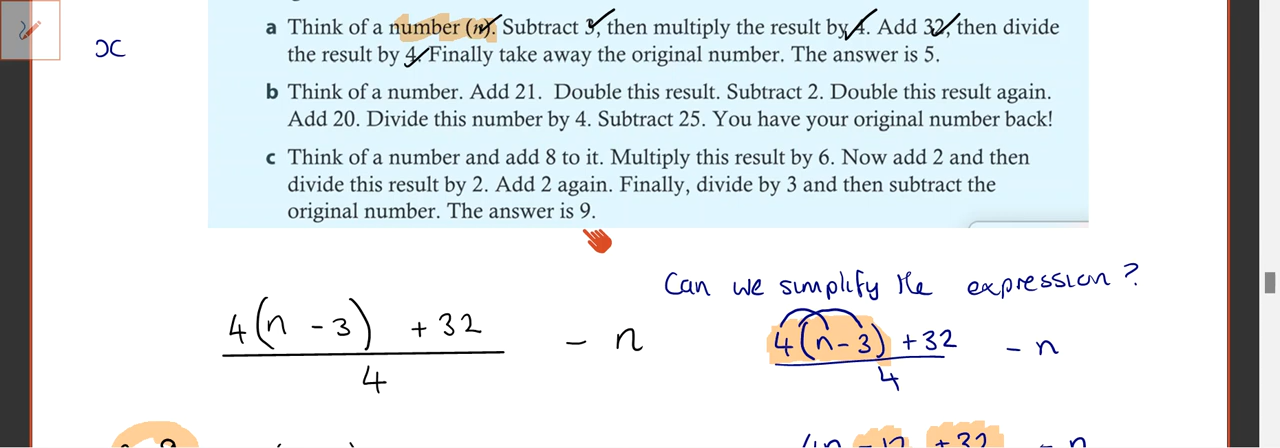 x
a Think of a number (n). Subtract 3, then multiply the result by 4. Add 32, then divide
the result by 4. Finally take away the original number. The answer is 5.
b Think of a number. Add 21. Double this result. Subtract 2. Double this result again.
Add 20. Divide this number by 4. Subtract 25. You have your original number back!
c Think of a number and add 8 to it. Multiply this result by 6. Now add 2 and then
divide this result by 2. Add 2 again. Finally, divide by 3 and then subtract the
original number. The answer is 9.
Can we simplify the expression?
4(n - 3) + 32
4
- n
4(n - 3) + 32
4
- n
4n - 12 + 32 - n